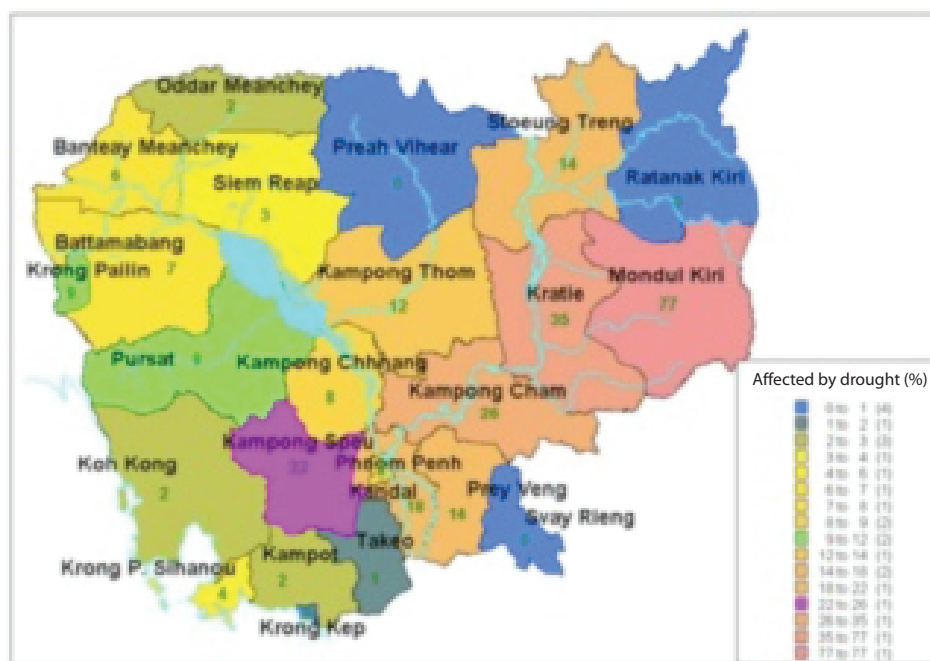 Oddar Meanchey
2
Banteay Meanchey
6
Siem Reap
3
Preah Vihear
Stoeung Treng
14
Ratanak Kiri
Battamabang
7
Krong Pailin
9
Kampong Thom
12
Kratie
35
Mondul Kiri
77
Pursat
Kampong Chhnang
8
Kampong Cham
26
Kampong Speu
Koh Kong
2
Phnom Penh
Kandal
18
Prey Veng
14
Svay Rieng
Takeo
Kampot
2
Krong P. Sihanou
4
Krong Kep
Affected by drought (%)
0 to 1 (4)
1 to 2 (1)
2 to 3 (3)
3 to 4 (1)
4 to 6 (1)
6 to 7 (1)
7 to 8 (1)
8 to 9 (2)
9 to 12 (2)
12 to 14 (1)
14 to 18 (2)
18 to 22 (1)
22 to 26 (1)
26 to 35 (1)
35 to 77 (1)
77 to 77 (1)